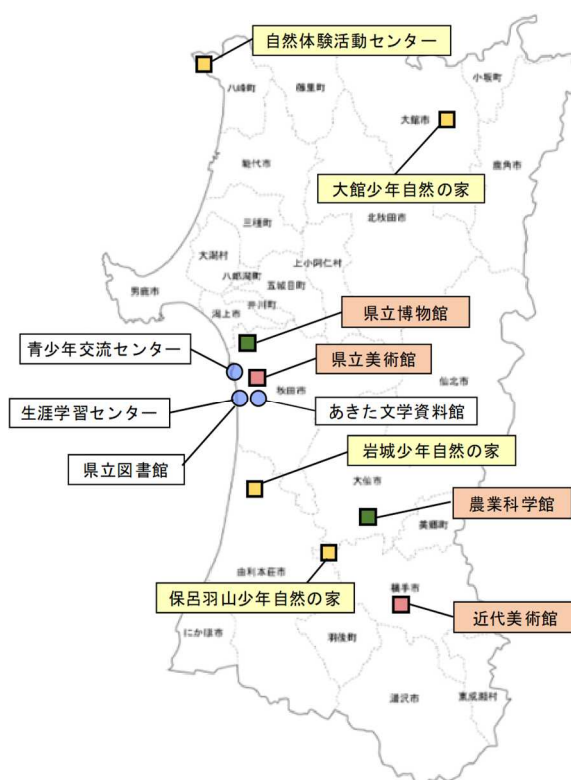 自然体験活動センター
小坂町
八峰町
藤里町
大館市
能代市
鹿角市
大館少年自然の家
北秋田市
三種町
大潟村
上小阿仁村
八郎潟町
五城目町
男鹿市
井川町
潟上市
県立博物館
青少年交流センター
県立美術館
仙北市
秋田市
生涯学習センター
あきた文学資料館
県立図書館
岩城少年自然の家
大仙市
農業科学館
美郷町
由利本荘市
横手市
保呂羽山少年自然の家
近代美術館
にかほ市
羽後町
湯沢市
東成瀬村